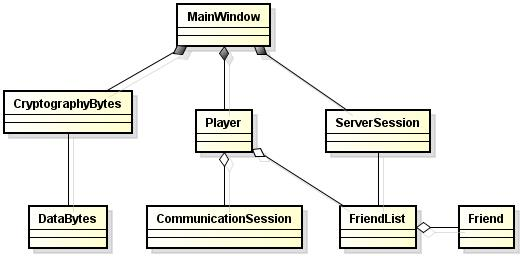 MainWindow
CryptographyBytes
Player
ServerSession
DataBytes
CommunicationSession
FriendList
Friend